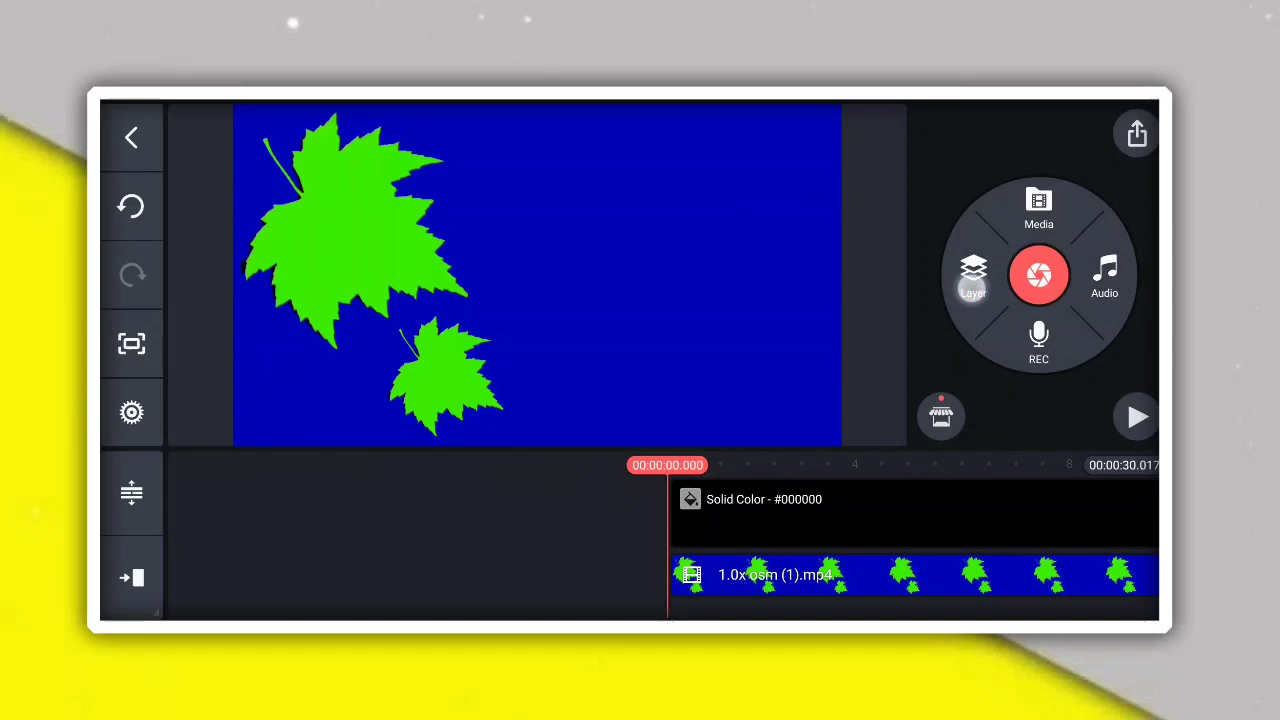 Media
Layer
Audio
REC
00:00:00.000
4
8
00:00:30.017
Solid Color - #000000
1.0x osm (1).mp4